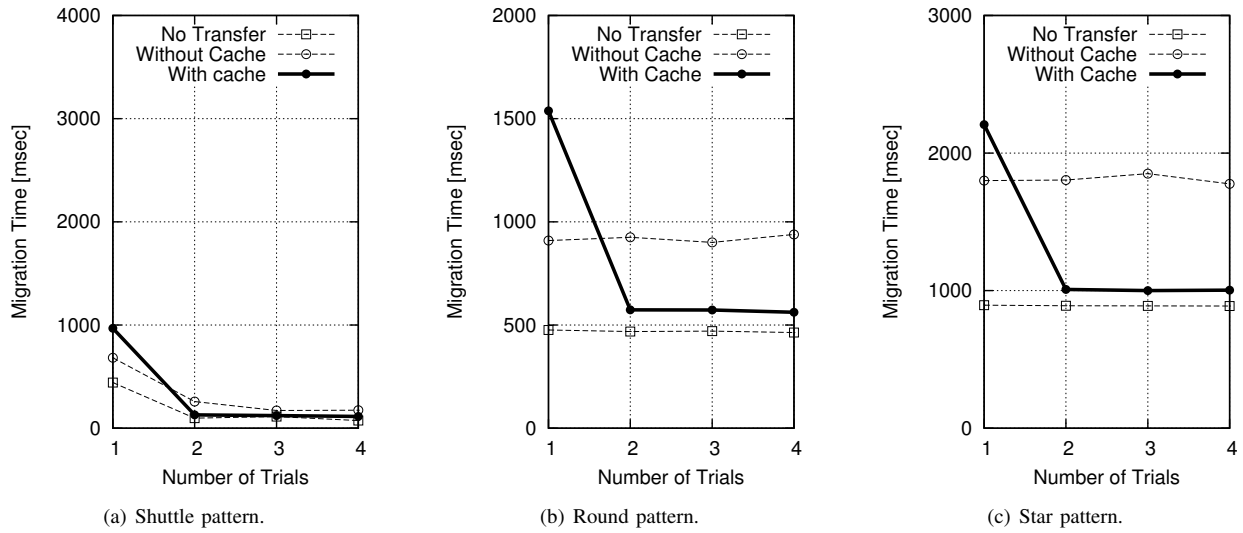 4000
3000
2000
1000
0
Migration Time [msec]
No Transfer
Without Cache
With cache
1 2 3 4
Number of Trials
(a) Shuttle pattern.
2000
1500
1000
500
0
Migration Time [msec]
No Transfer
Without Cache
With Cache
1 2 3 4
Number of Trials
(b) Round pattern.
3000
2000
1000
0
Migration Time [msec]
No Transfer
Without Cache
With Cache
1 2 3 4
Number of Trials
(c) Star pattern.